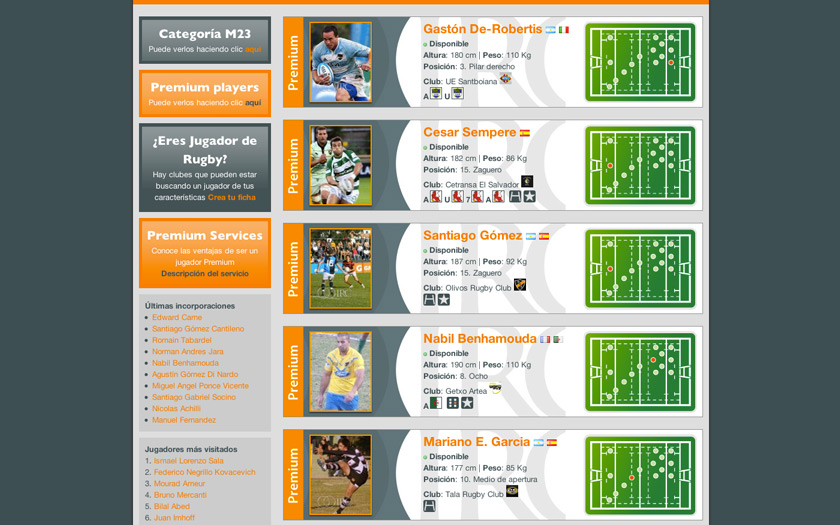 Categoría M23
Puede verlos haciendo clic aquí
Premium players
Puede verlos haciendo clic aquí
¿Eres Jugador de
Rugby?
Hay clubes que pueden estar
buscando un jugador de tus
características Crea tu ficha
Premium Services
Conoce las ventajas de ser un
jugador Premium
Descripción del servicio
Últimas incorporaciones
Edward Carne
Santiago Gómez Cantileno
Romain Tabardel
Norman Andres Jara
Nabil Benhamouda
Agustin Gómez Di Nardo
Miguel Angel Ponce Vicente
Santiago Gabriel Socino
Nicolas Achilli
Manuel Fernandez
Jugadores más visitados
1. Ismael Lorenzo Sala
2. Federico Negrillo Kovacevich
3. Mourad Ameur
4. Bruno Mercanti
5. Bilal Abed
6. Juan Imhoff
Premium
Gastón De-Robertis
Disponible
Altura: 180 cm | Peso: 110 Kg
Posición: 3. Pilar derecho
Club: UE Santboiana
A U
Premium
Cesar Sempere
Disponible
Altura: 182 cm | Peso: 86 Kg
Posición: 15. Zaguero
Club: Cetransa El Salvador
A U 7 A
Premium
Santiago Gómez
Disponible
Altura: 187 cm | Peso: 92 Kg
Posición: 15. Zaguero
Club: Olivos Rugby Club
Premium
Nabil Benhamouda
Disponible
Altura: 190 cm | Peso: 110 Kg
Posición: 8. Ocho
Club: Getxo Artea
A
Premium
Mariano E. Garcia
Disponible
Altura: 177 cm | Peso: 85 Kg
Posición: 10. Medio de apertura
Club: Tala Rugby Club